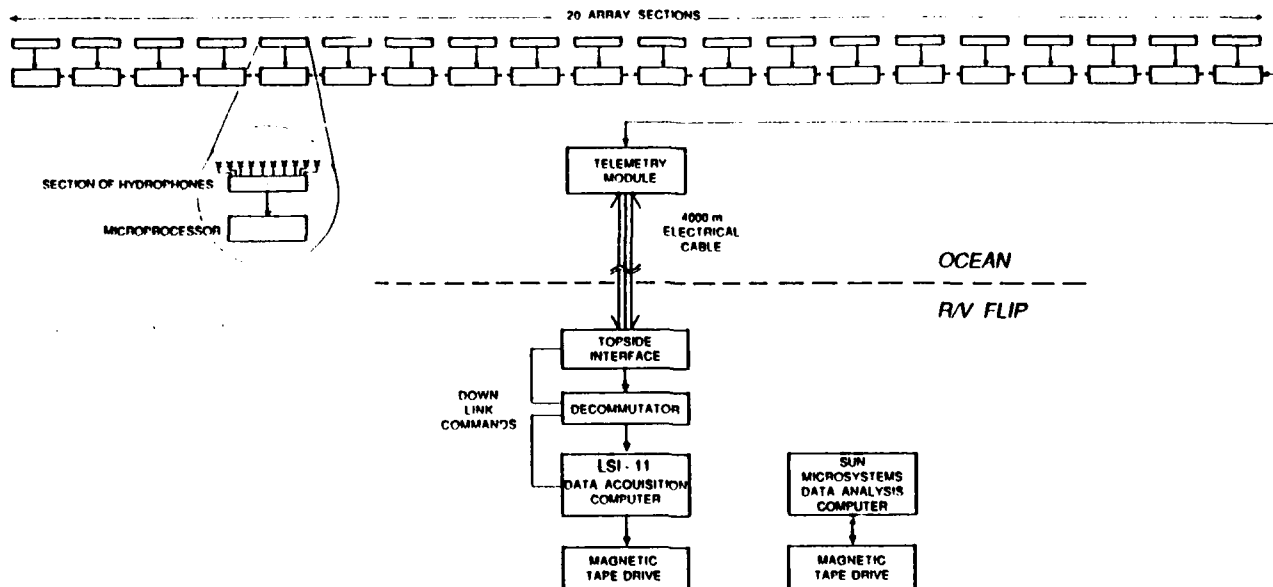 20 ARRAY SECTIONS
TELEMETRY
MODULE
SECTION OF HYDROPHONES
MICROPROCESSOR
4000 m
ELECTRICAL
CABLE
OCEAN
R/V FLIP
TOPSIDE
INTERFACE
DOWN
LINK
COMMANDS
DECOMMUTATOR
LSI - 11
DATA ACQUISITION
COMPUTER
SUN
MICROSYSTEMS
DATA ANALYSIS
COMPUTER
MAGNETIC
TAPE DRIVE
MAGNETIC
TAPE DRIVE